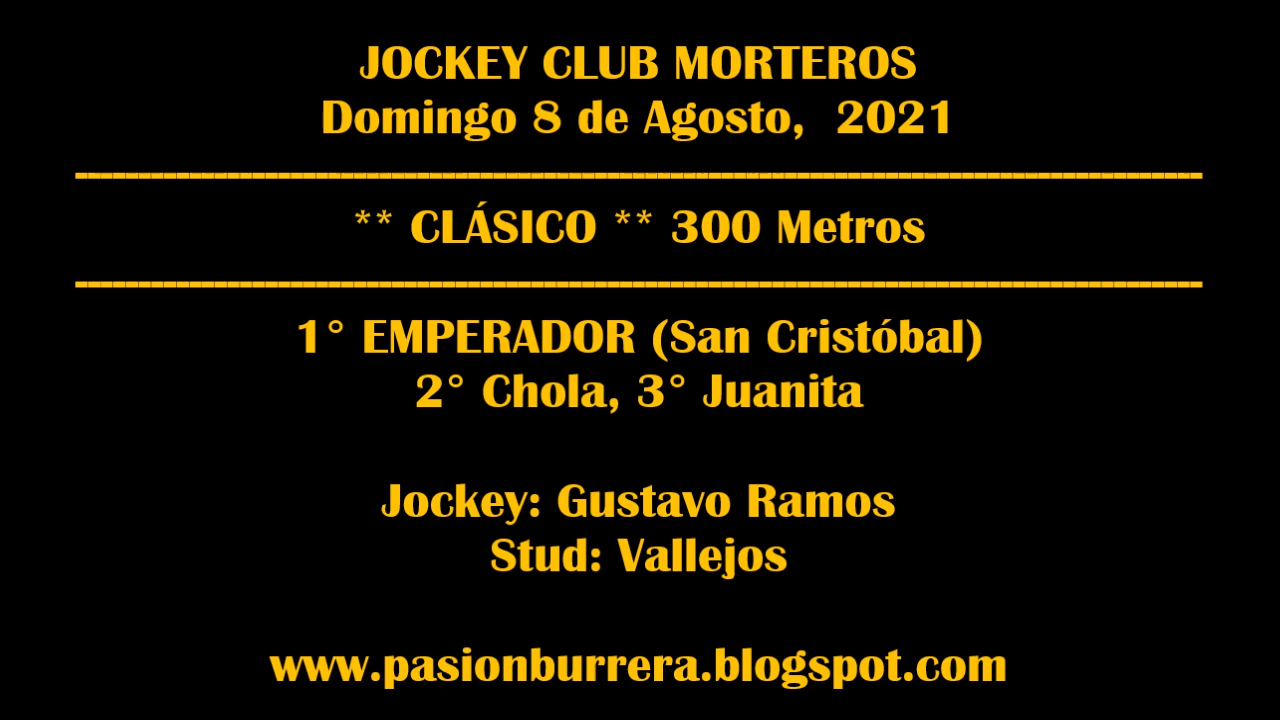 JOCKEY CLUB MORTEROS
Domingo 8 de Agosto,  2021
** CLÁSICO ** 300 Metros
1° EMPERADOR (San Cristóbal)
2° Chola, 3° Juanita
Jockey: Gustavo Ramos
Stud: Vallejos
www.pasionburrera.blogspot.com